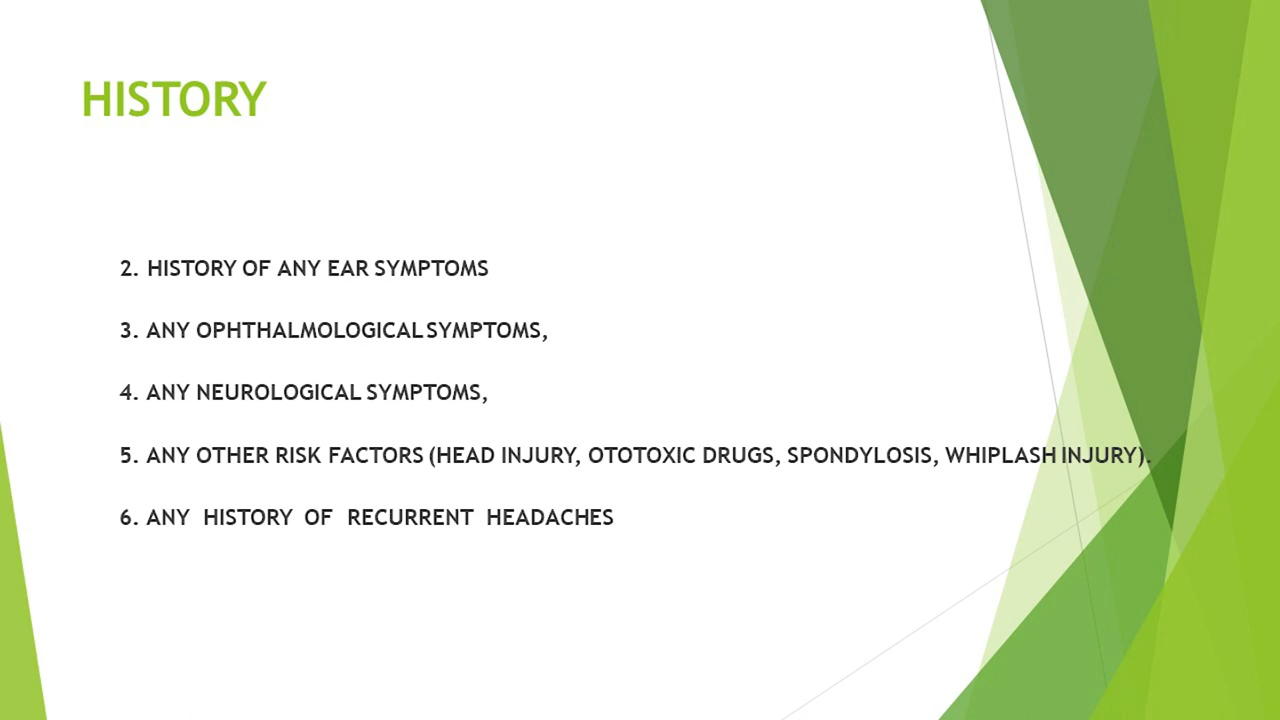 HISTORY
2. HISTORY OF ANY EAR SYMPTOMS
3. ANY OPHTHALMOLOGICAL SYMPTOMS,
4. ANY NEUROLOGICAL SYMPTOMS,
5. ANY OTHER RISK FACTORS (HEAD INJURY, OTOTOXIC DRUGS, SPONDYLOSIS, WHIPLASH INJURY).
6. ANY HISTORY OF RECURRENT HEADACHES